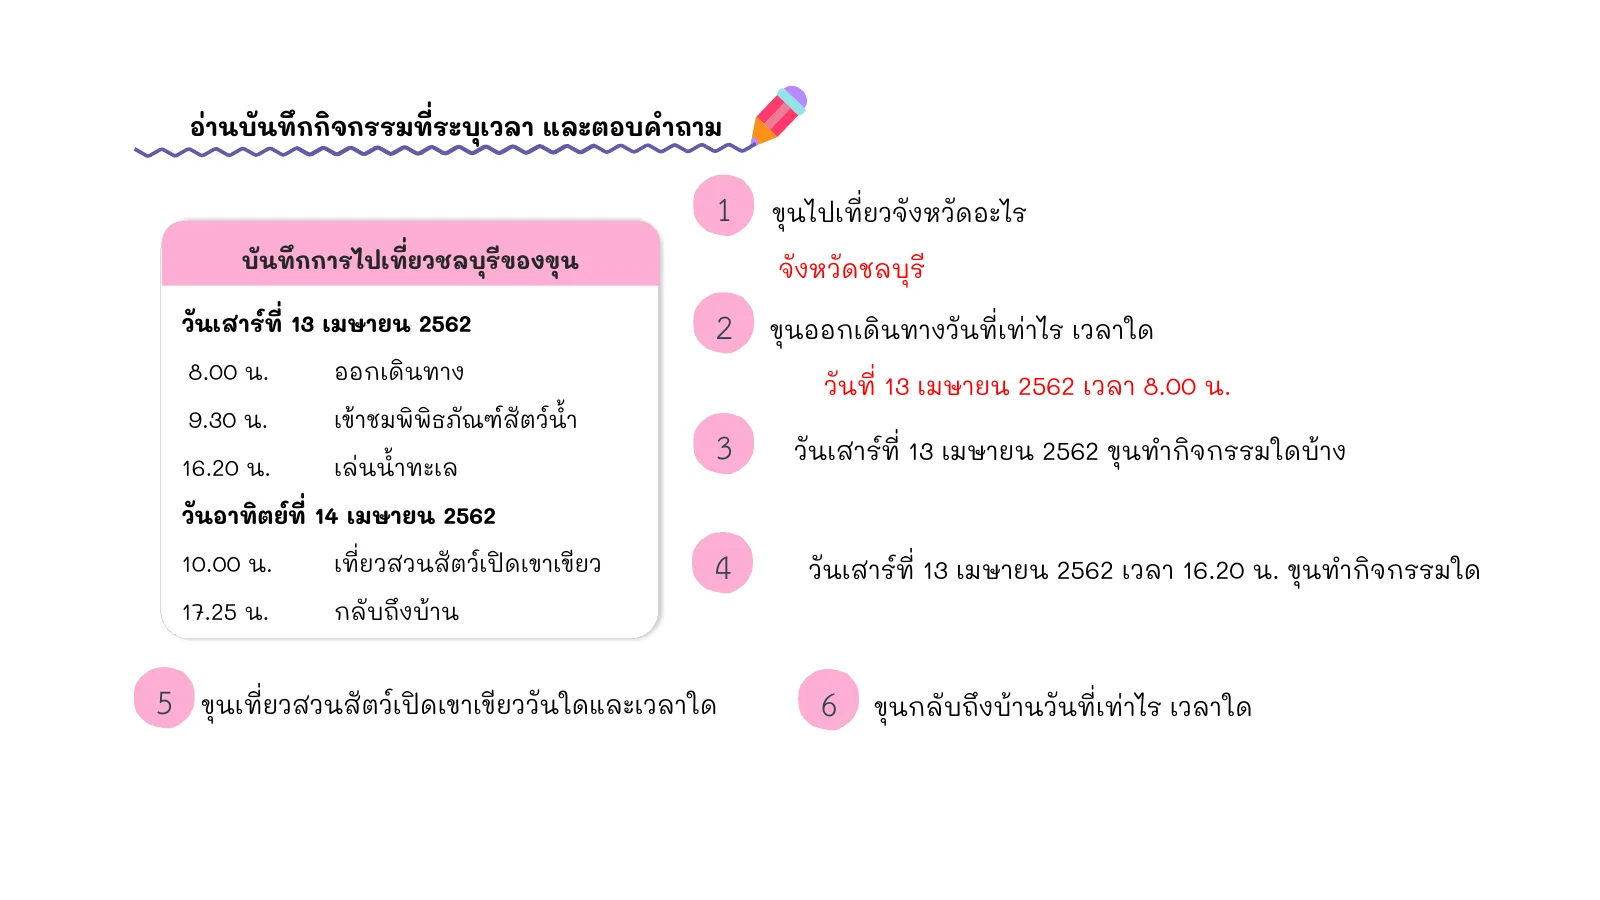 อ่านบันทึกกิจกรรมที่ระบุเวลา และตอบคำถาม
บันทึกการไปเที่ยวชลบุรีของขุน
วันเสาร์ที่ 13 เมษายน 2562
8.00 น. ออกเดินทาง
9.30 น. เข้าชมพิพิธภัณฑ์สัตว์น้ำ
16.20 น. เล่นน้ำทะเล
วันอาทิตย์ที่ 14 เมษายน 2562
10.00 น. เที่ยวสวนสัตว์เปิดเขาเขียว
17.25 น. กลับถึงบ้าน
1 ขุนไปเที่ยวจังหวัดอะไร
จังหวัดชลบุรี
2 ขุนออกเดินทางวันที่เท่าไร เวลาใด
วันที่ 13 เมษายน 2562 เวลา 8.00 น.
3 วันเสาร์ที่ 13 เมษายน 2562 ขุนทำกิจกรรมใดบ้าง
4 วันเสาร์ที่ 13 เมษายน 2562 เวลา 16.20 น. ขุนทำกิจกรรมใด
5 ขุนเที่ยวสวนสัตว์เปิดเขาเขียววันใดและเวลาใด
6 ขุนกลับถึงบ้านวันที่เท่าไร เวลาใด